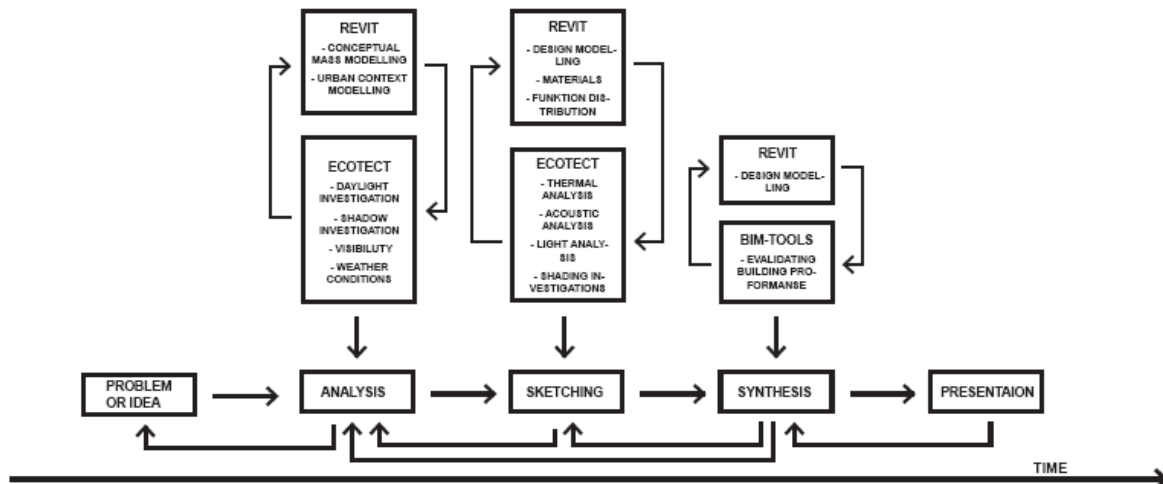 REVIT
- CONCEPTUAL
MASS MODELLING
- URBAN CONTEXT
MODELLING
ECOTECT
- DAYLIGHT
INVESTIGATION
- SHADOW
INVESTIGATION
- VISIBILUTY
- WEATHER
CONDITIONS
REVIT
- DESIGN MODEL-
LING
- MATERIALS
- FUNKTION DIS-
TRIBUTION
ECOTECT
- THERMAL
ANALYSIS
- ACOUSTIC
ANALYSIS
- LIGHT ANALY-
SIS
- SHADING IN-
VESTIGATIONS
REVIT
- DESIGN MODEL-
LING
BIM-TOOLS
- EVALIDATING
BUILDING PRO-
FORMANSE
PROBLEM
OR IDEA
ANALYSIS
SKETCHING
SYNTHESIS
PRESENTAION
TIME